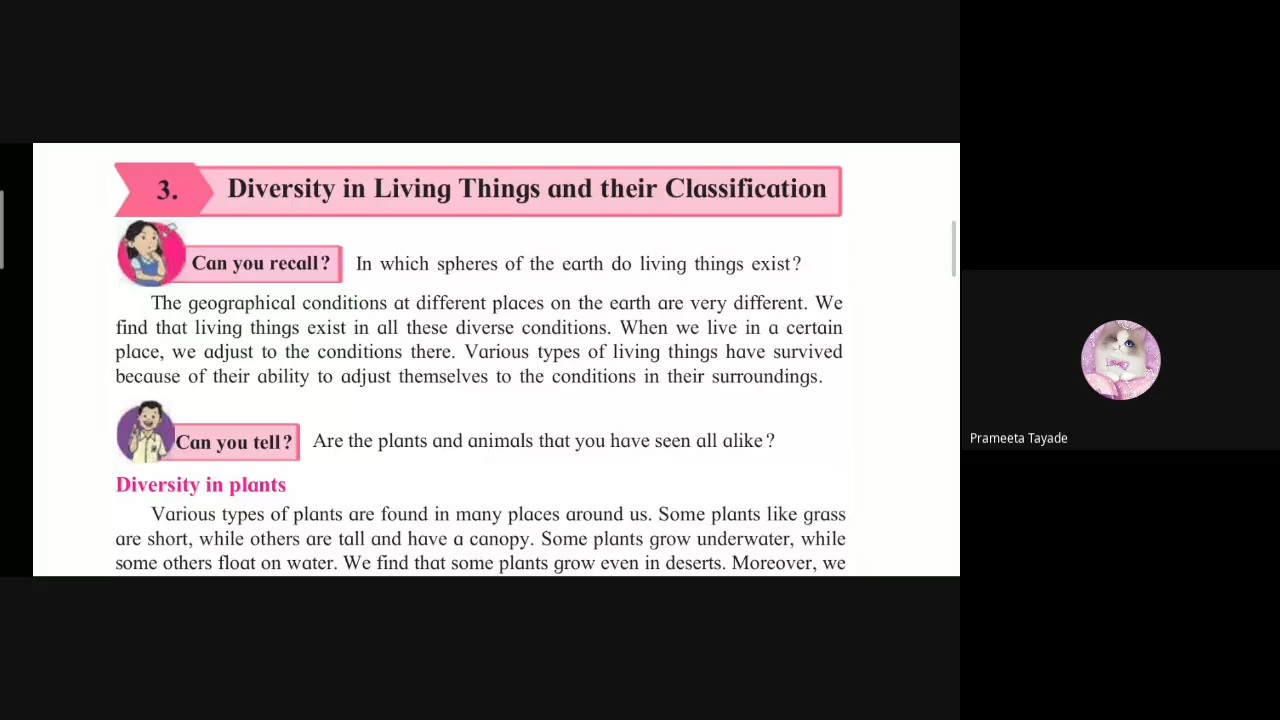 3. Diversity in Living Things and their Classification
Can you recall? In which spheres of the earth do living things exist?
The geographical conditions at different places on the earth are very different. We
find that living things exist in all these diverse conditions. When we live in a certain
place, we adjust to the conditions there. Various types of living things have survived
because of their ability to adjust themselves to the conditions in their surroundings.
Can you tell? Are the plants and animals that you have seen all alike?
Diversity in plants
Various types of plants are found in many places around us. Some plants like grass
are short, while others are tall and have a canopy. Some plants grow underwater, while
some others float on water. We find that some plants grow even in deserts. Moreover, we
Prameeta Tayade